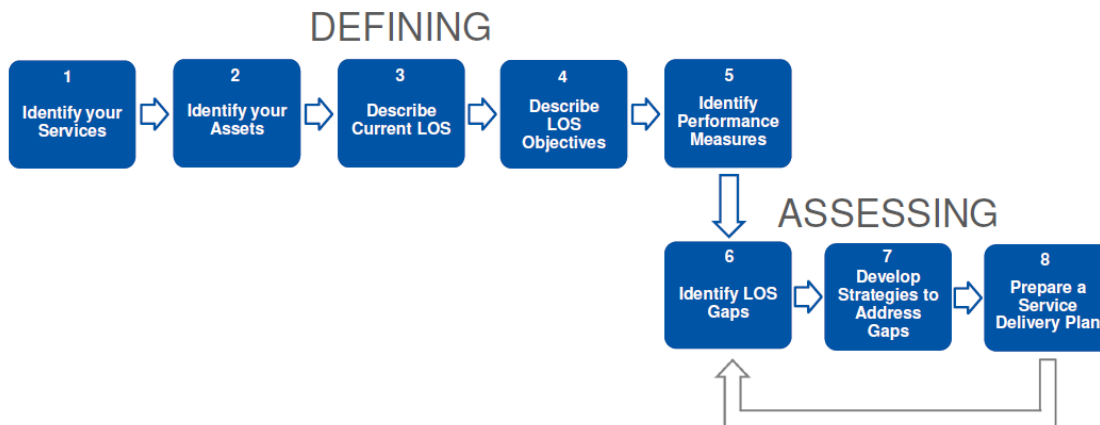 DEFINING
1
Identify your
Services
2
Identify your
Assets
3
Describe
Current LOS
4
Describe
LOS
Objectives
5
Identify
Performance
Measures
ASSESSING
6
Identify LOS
Gaps
7
Develop
Strategies to
Address
Gaps
8
Prepare a
Service
Delivery Plan